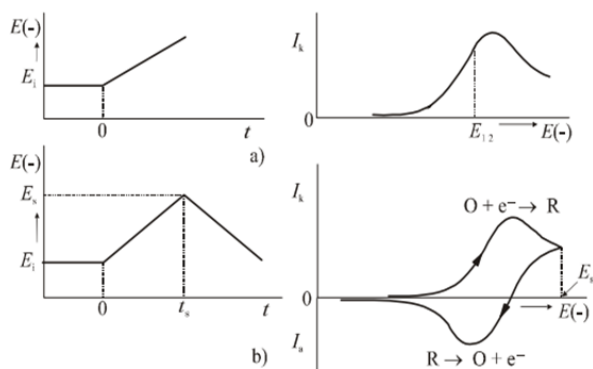 E(-)
E_i
0
t
a)
I_k
0
E_1 2
E(-)
E(-)
E_s
E_i
0
t_s
t
b)
I_k
O + e⁻ → R
0
E_s
E(-)
I_a
R → O + e⁻